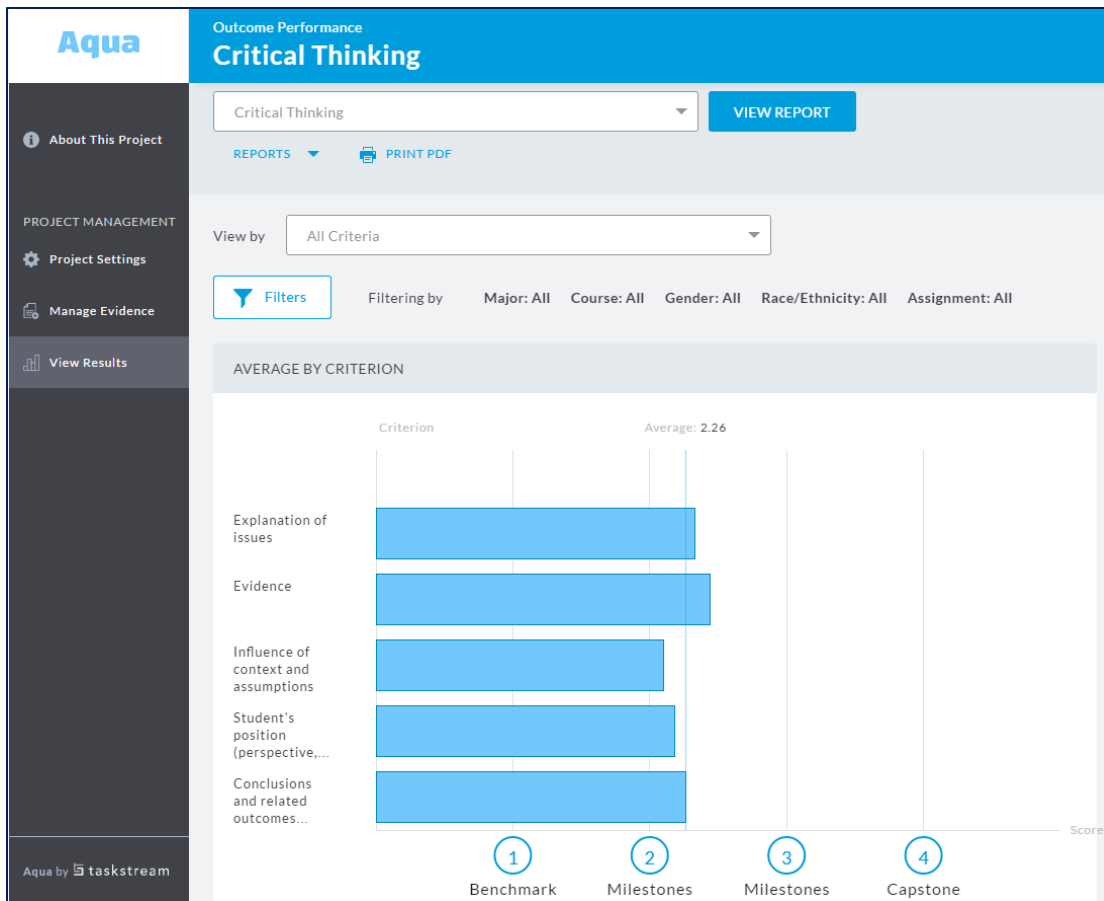 Aqua
Outcome Performance
Critical Thinking
About This Project
PROJECT MANAGEMENT
Project Settings
Manage Evidence
View Results
Aqua by taskstream
Critical Thinking
VIEW REPORT
REPORTS
PRINT PDF
View by
All Criteria
Filters
Filtering by
Major: All Course: All Gender: All Race/Ethnicity: All Assignment: All
AVERAGE BY CRITERION
Criterion
Average: 2.26
Explanation of
issues
Evidence
Influence of
context and
assumptions
Student's
position
(perspective,...
Conclusions
and related
outcomes...
Score
1
2
3
4
Benchmark
Milestones
Milestones
Capstone